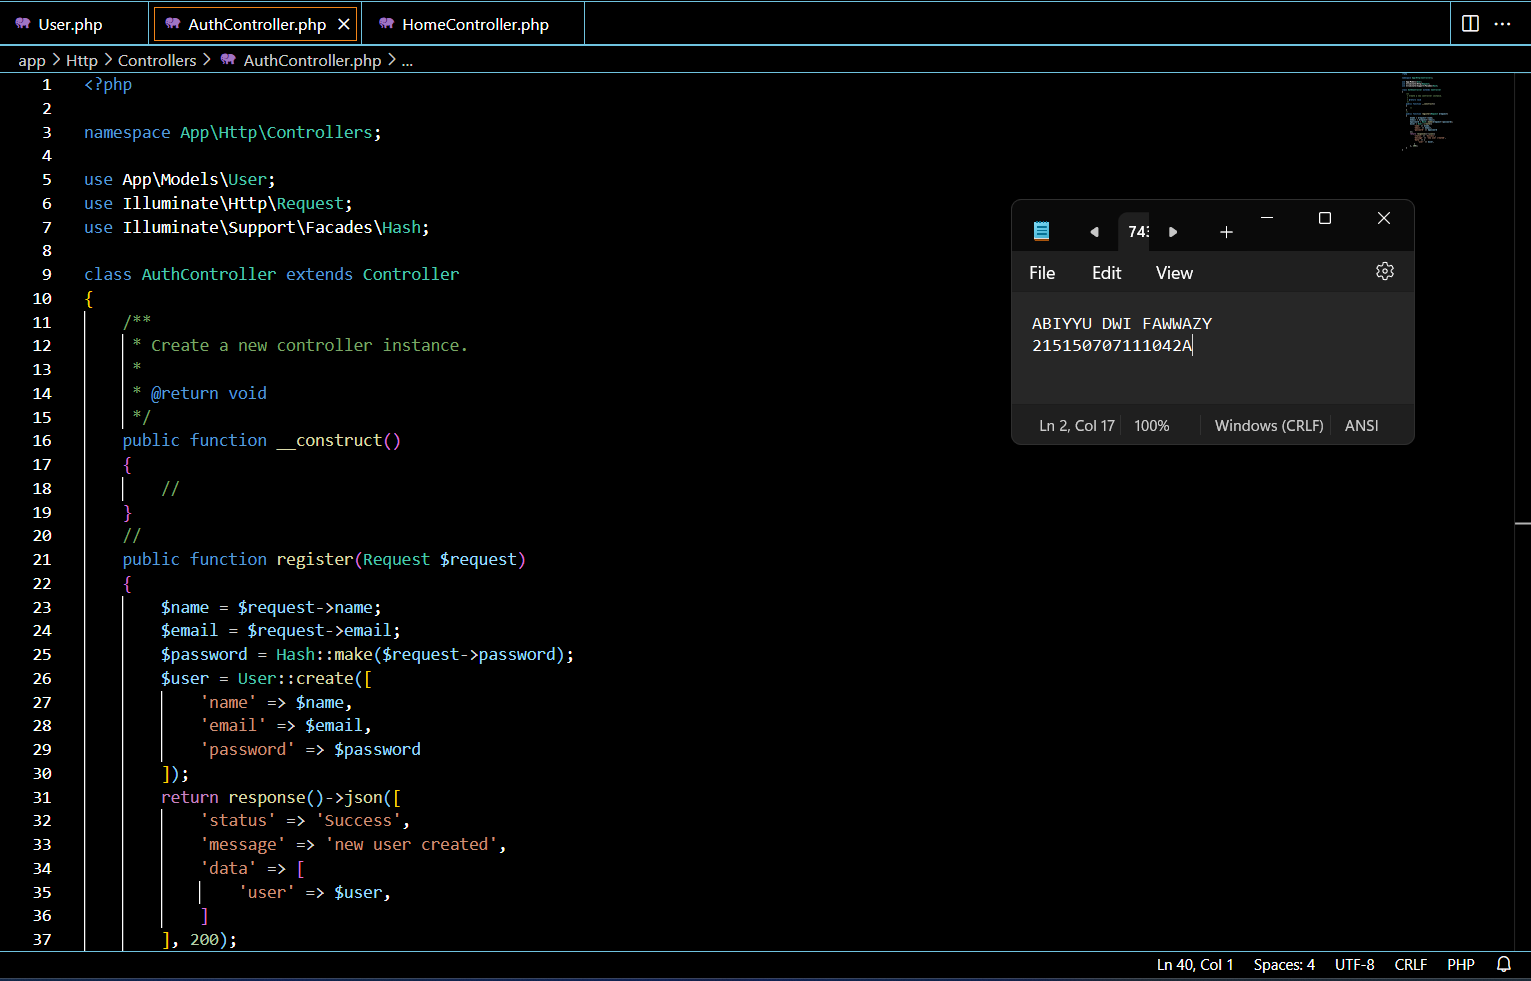 User.php
AuthController.php
HomeController.php
app > Http > Controllers > AuthController.php > ...
1 <?php
2
3 namespace App\Http\Controllers;
4
5 use App\Models\User;
6 use Illuminate\Http\Request;
7 use Illuminate\Support\Facades\Hash;
8
9 class AuthController extends Controller
10 {
11     /**
12      * Create a new controller instance.
13      *
14      * @return void
15      */
16     public function __construct()
17     {
18         //
19     }
20     //
21     public function register(Request $request)
22     {
23         $name = $request->name;
24         $email = $request->email;
25         $password = Hash::make($request->password);
26         $user = User::create([
27             'name' => $name,
28             'email' => $email,
29             'password' => $password
30         ]);
31         return response()->json([
32             'status' => 'Success',
33             'message' => 'new user created',
34             'data' => [
35                 'user' => $user,
36             ]
37         ], 200);
File Edit View
ABIYYU DWI FAWWAZY
215150707111042A
Ln 2, Col 17 100% Windows (CRLF) ANSI
Ln 40, Col 1 Spaces: 4 UTF-8 CRLF PHP